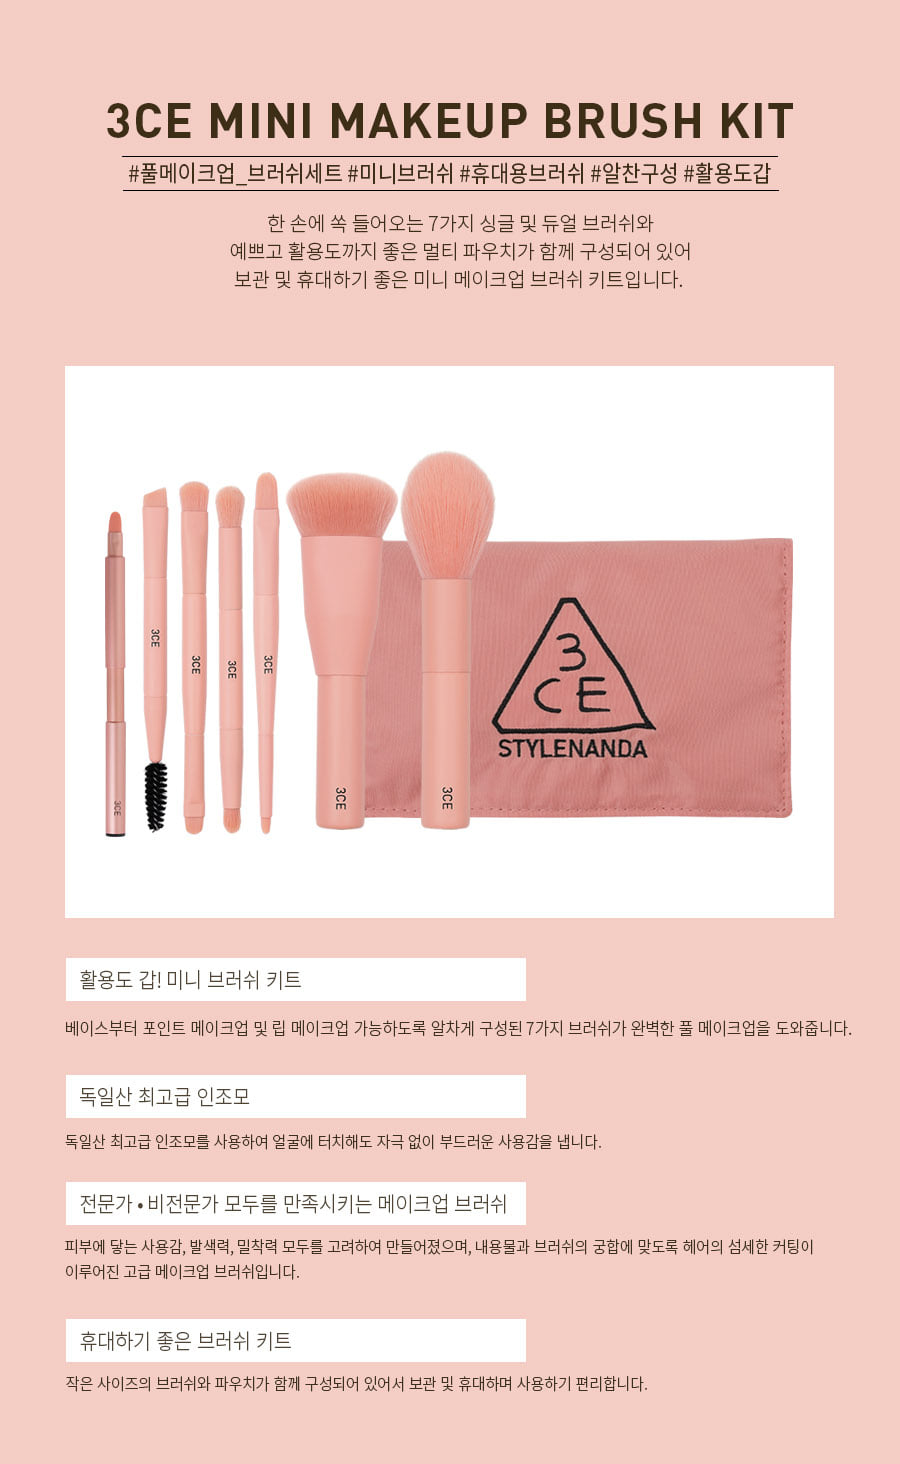 3CE MINI MAKEUP BRUSH KIT
#풀메이크업_브러쉬세트 #미니브러쉬 #휴대용브러쉬 #알찬구성 #활용도갑
한 손에 쏙 들어오는 7가지 싱글 및 듀얼 브러쉬와
예쁘고 활용도까지 좋은 멀티 파우치가 함께 구성되어 있어
보관 및 휴대하기 좋은 미니 메이크업 브러쉬 키트입니다.
3CE
3CE
3CE
3CE
3CE
3CE
3CE
3
CE
STYLENANDA
활용도 갑! 미니 브러쉬 키트
베이스부터 포인트 메이크업 및 립 메이크업 가능하도록 알차게 구성된 7가지 브러쉬가 완벽한 풀 메이크업을 도와줍니다.
독일산 최고급 인조모
독일산 최고급 인조모를 사용하여 얼굴에 터치해도 자극 없이 부드러운 사용감을 냅니다.
전문가 • 비전문가 모두를 만족시키는 메이크업 브러쉬
피부에 닿는 사용감, 발색력, 밀착력 모두를 고려하여 만들어졌으며, 내용물과 브러쉬의 궁합에 맞도록 헤어의 섬세한 커팅이
이루어진 고급 메이크업 브러쉬입니다.
휴대하기 좋은 브러쉬 키트
작은 사이즈의 브러쉬와 파우치가 함께 구성되어 있어서 보관 및 휴대하며 사용하기 편리합니다.